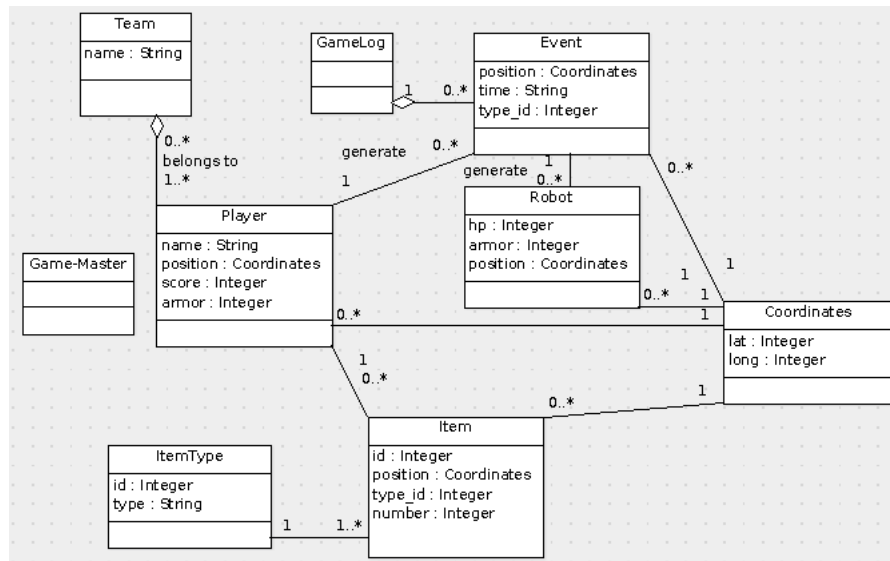 Team
name : String
GameLog
Event
position : Coordinates
time : String
type_id : Integer
1
0..*
0..*
belongs to
1..*
generate
0..*
1
1
generate
0..*
0..*
Robot
hp : Integer
armor : Integer
position : Coordinates
Player
name : String
position : Coordinates
score : Integer
armor : Integer
Game-Master
1
1
0..*
1
0..*
1
Coordinates
lat : Integer
long : Integer
1
0..*
0..*
1
Item
id : Integer
position : Coordinates
type_id : Integer
number : Integer
ItemType
id : Integer
type : String
1
1..*